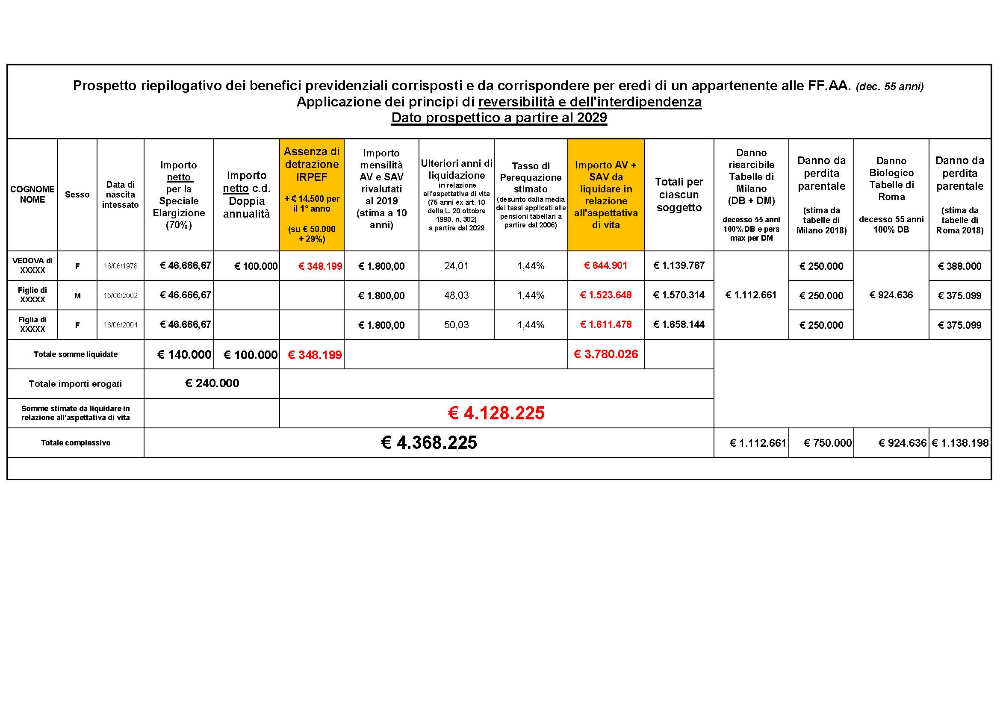 Prospetto riepilogativo dei benefici previdenziali corrisposti e da corrispondere per eredi di un appartenente alle FF.AA. (dec. 55 anni)
Applicazione dei principi di reversibilità e dell'interdipendenza
Dato prospettico a partire al 2029
COGNOME
NOME
Sesso
Data di
nascita
intessato
Importo
netto
per la
Speciale
Elargizione
(70%)
Importo
netto c.d.
Doppia
annualità
Assenza di
detrazione
IRPEF
+ € 14.500 per
il 1° anno
(su € 50.000
+ 29%)
Importo
mensilità
AV e SAV
rivalutati
al 2019
(stima a 10
anni)
Ulteriori anni di
liquidazione
in relazione
all'aspettativa di vita
(75 anni ex art. 10
della L. 20 ottobre
1990, n. 302)
a partire dal 2029
Tasso di
Perequazione
stimato
(desunto dalla media
dei tassi applicati alle
pensioni tabellari a
partire dal 2006)
Importo AV +
SAV da
liquidare in
relazione
all'aspettativa
di vita
Totali per
ciascun
soggetto
Danno
risarcibile
Tabelle di
Milano
(DB + DM)
decesso 55 anni
100% DB e pers
max per DM
Danno da
perdita
parentale
(stima da
tabelle di
Milano 2018)
Danno
Biologico
Tabelle di
Roma
decesso 55 anni
100% DB
Danno da
perdita
parentale
(stima da
tabelle di
Roma 2018)
VEDOVA di
XXXXX
F
16/06/1978
€ 46.666,67
€ 100.000
€ 348.199
€ 1.800,00
24,01
1,44%
€ 644.901
€ 1.139.767
€ 250.000
€ 388.000
Figlio di
XXXXX
M
16/06/2002
€ 46.666,67
€ 1.800,00
48,03
1,44%
€ 1.523.648
€ 1.570.314
€ 1.112.661
€ 250.000
€ 924.636
€ 375.099
Figlia di
XXXXX
F
16/06/2004
€ 46.666,67
€ 1.800,00
50,03
1,44%
€ 1.611.478
€ 1.658.144
€ 250.000
€ 375.099
Totale somme liquidate
€ 140.000
€ 100.000
€ 348.199
€ 3.780.026
Totale importi erogati
€ 240.000
Somme stimate da liquidare in
relazione all'aspettativa di vita
€ 4.128.225
Totale complessivo
€ 4.368.225
€ 1.112.661
€ 750.000
€ 924.636
€ 1.138.198